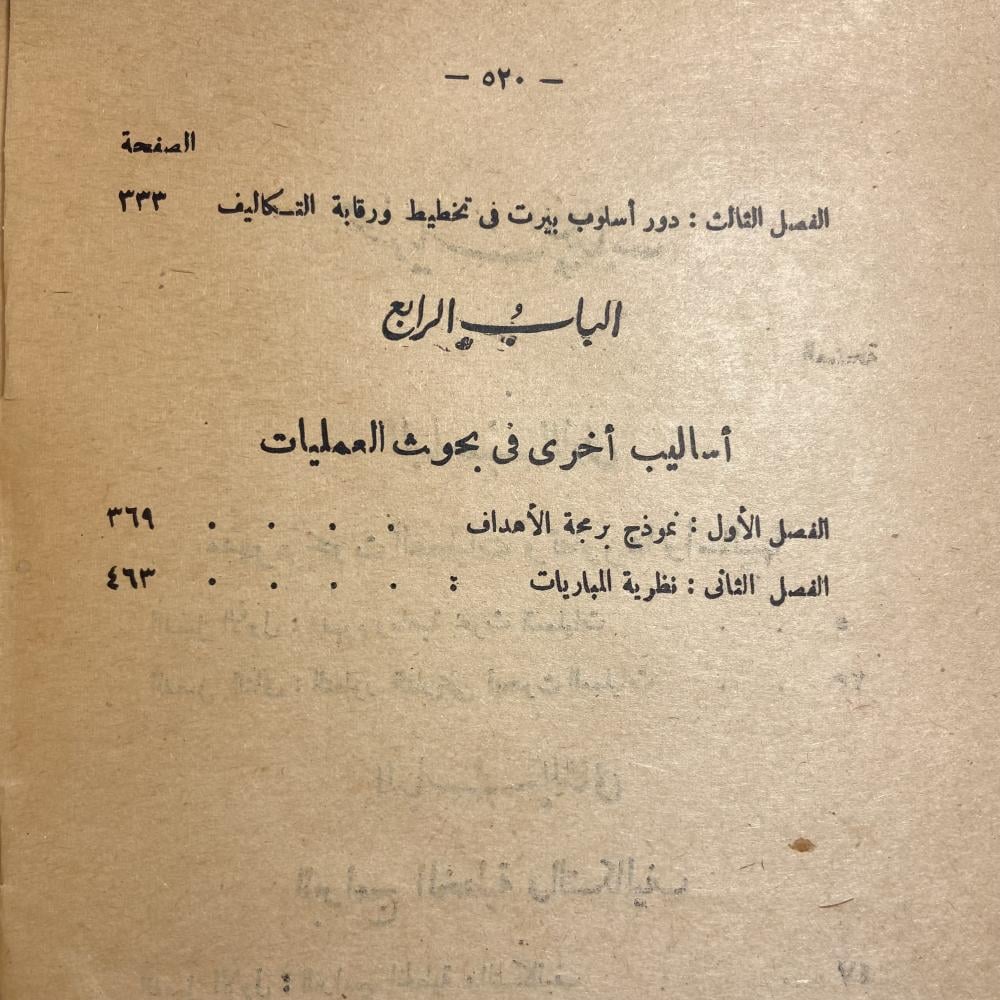 — ٥٢٠ —
الصفحة
الفصل الثالث : دور أسلوب بيرت فى تخطيط ورقابة التكاليف ٣٣٣
الباب الرابع
أساليب أخرى فى بحوث العمليات
الفصل الأول : نموذج برمجة الأهداف . . . . ٣٦٩
الفصل الثانى : نظرية المباريات : . . . . ٤٦٣